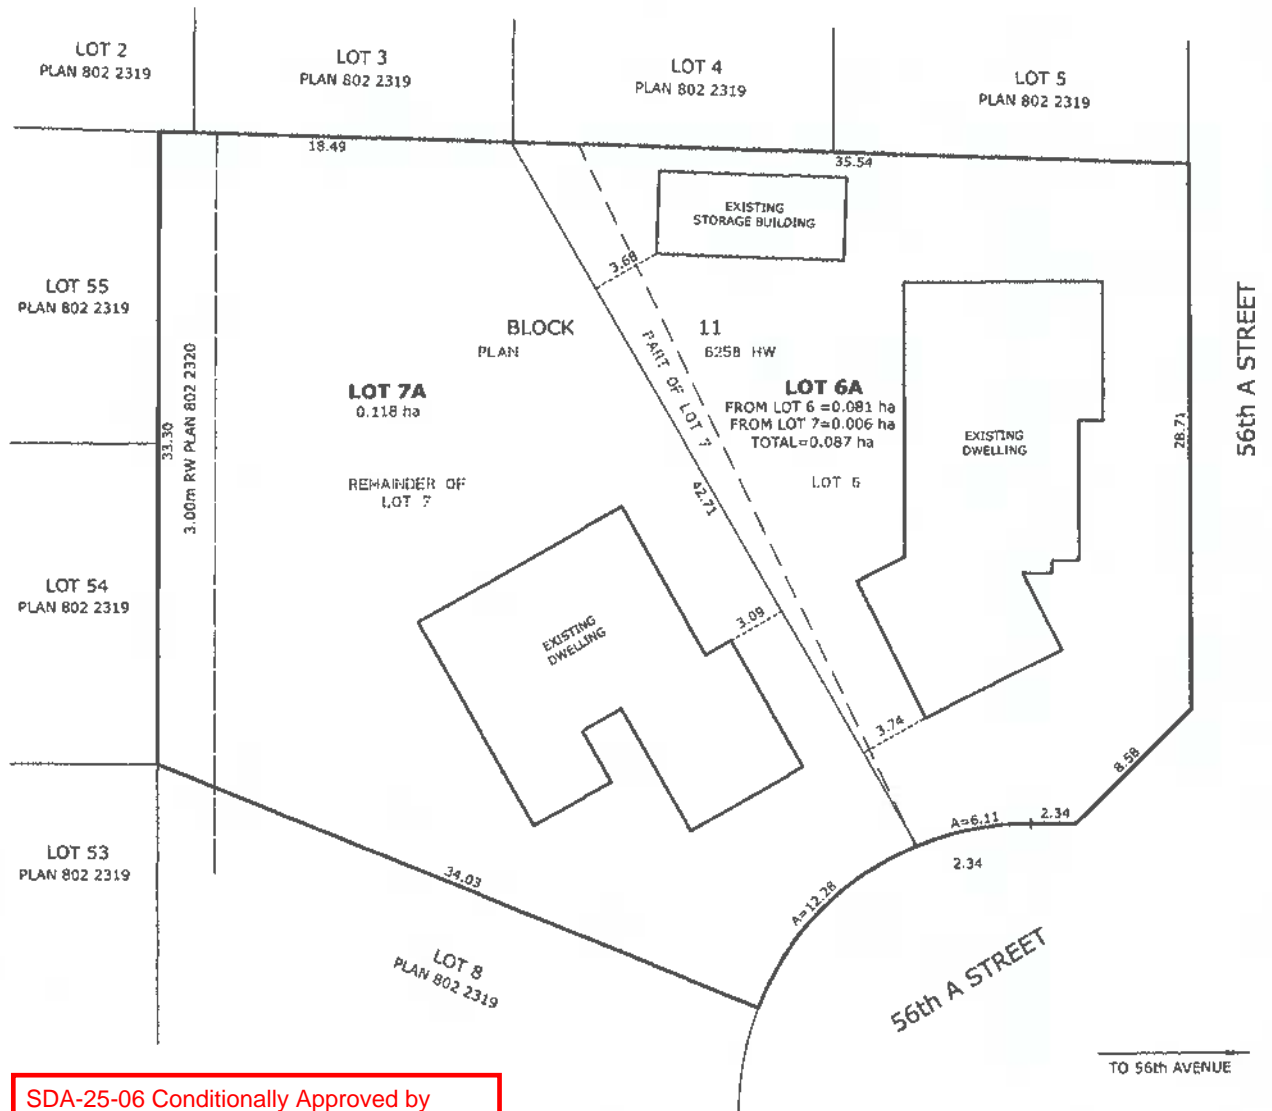 LOT 2
PLAN 802 2319
LOT 3
PLAN 802 2319
LOT 4
PLAN 802 2319
LOT 5
PLAN 802 2319
18.49
35.54
EXISTING
STORAGE BUILDING
3.68
LOT 55
PLAN 802 2319
BLOCK
11
PLAN
6258 HW
PART OF LOT 7
56th A STREET
3.00m RW PLAN 802 2320
33.30
LOT 7A
0.118 ha
LOT 6A
FROM LOT 6 =0.081 ha
FROM LOT 7=0.006 ha
TOTAL=0.087 ha
EXISTING
DWELLING
28.71
REMAINDER OF
LOT 7
42.71
LOT 6
LOT 54
PLAN 802 2319
EXISTING
DWELLING
3.09
3.74
8.58
A=6.11
2.34
2.34
LOT 53
PLAN 802 2319
34.03
A=12.28
LOT 8
PLAN 802 2319
56th A STREET
TO 56th AVENUE
SDA-25-06 Conditionally Approved by